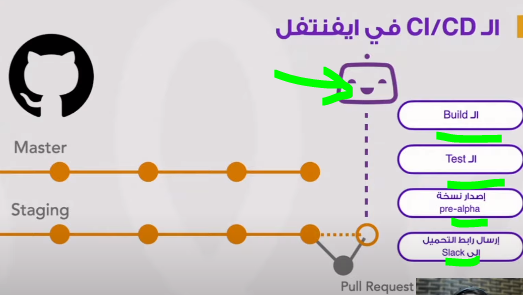 الـ CI/CD في ايفنتفل
Master
Staging
Pull Request
الـ Build
الـ Test
إصدار نسخة
pre-alpha
إرسال رابط التحميل
إلى Slack